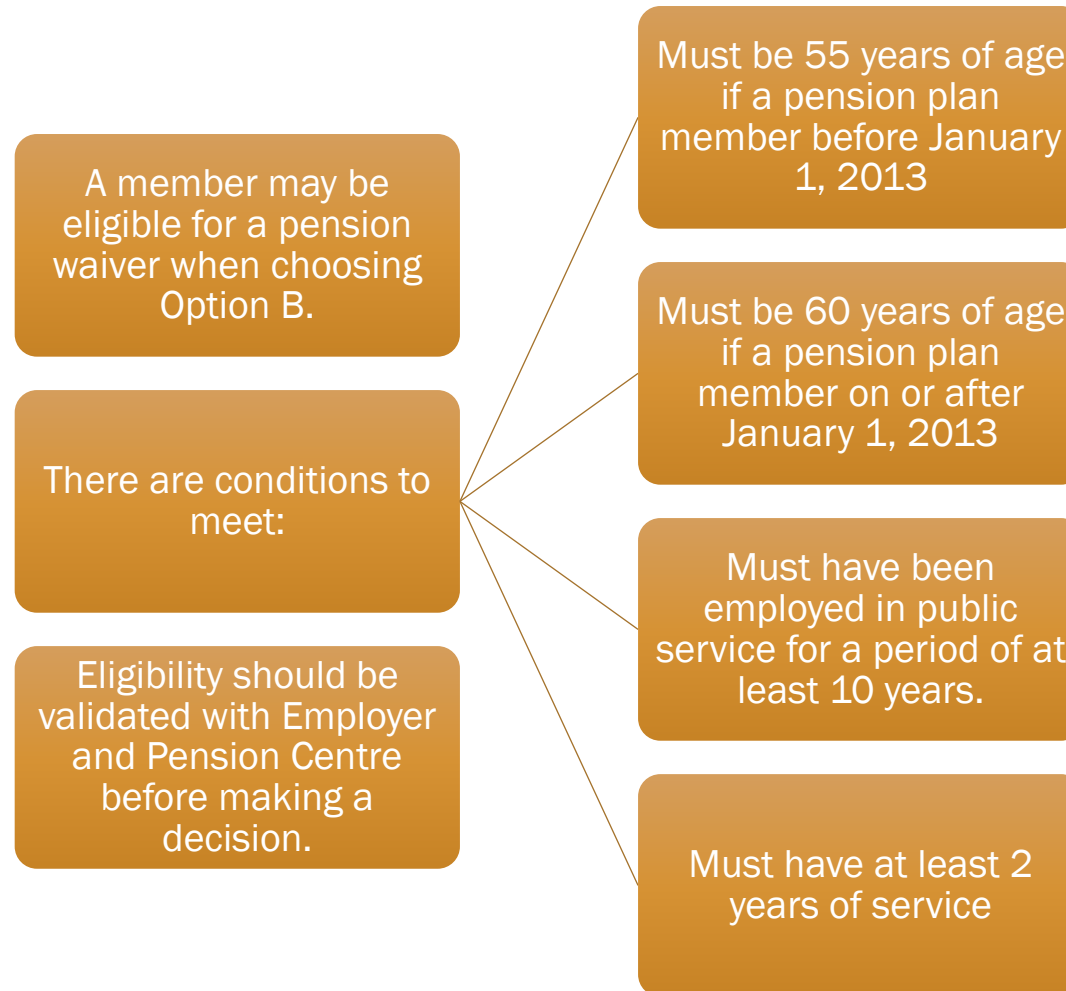 A member may be
eligible for a pension
waiver when choosing
Option B.
There are conditions to
meet:
Must be 55 years of age
if a pension plan
member before January
1, 2013
Must be 60 years of age
if a pension plan
member on or after
January 1, 2013
Must have been
employed in public
service for a period of at
least 10 years.
Must have at least 2
years of service
Eligibility should be
validated with Employer
and Pension Centre
before making a
decision.